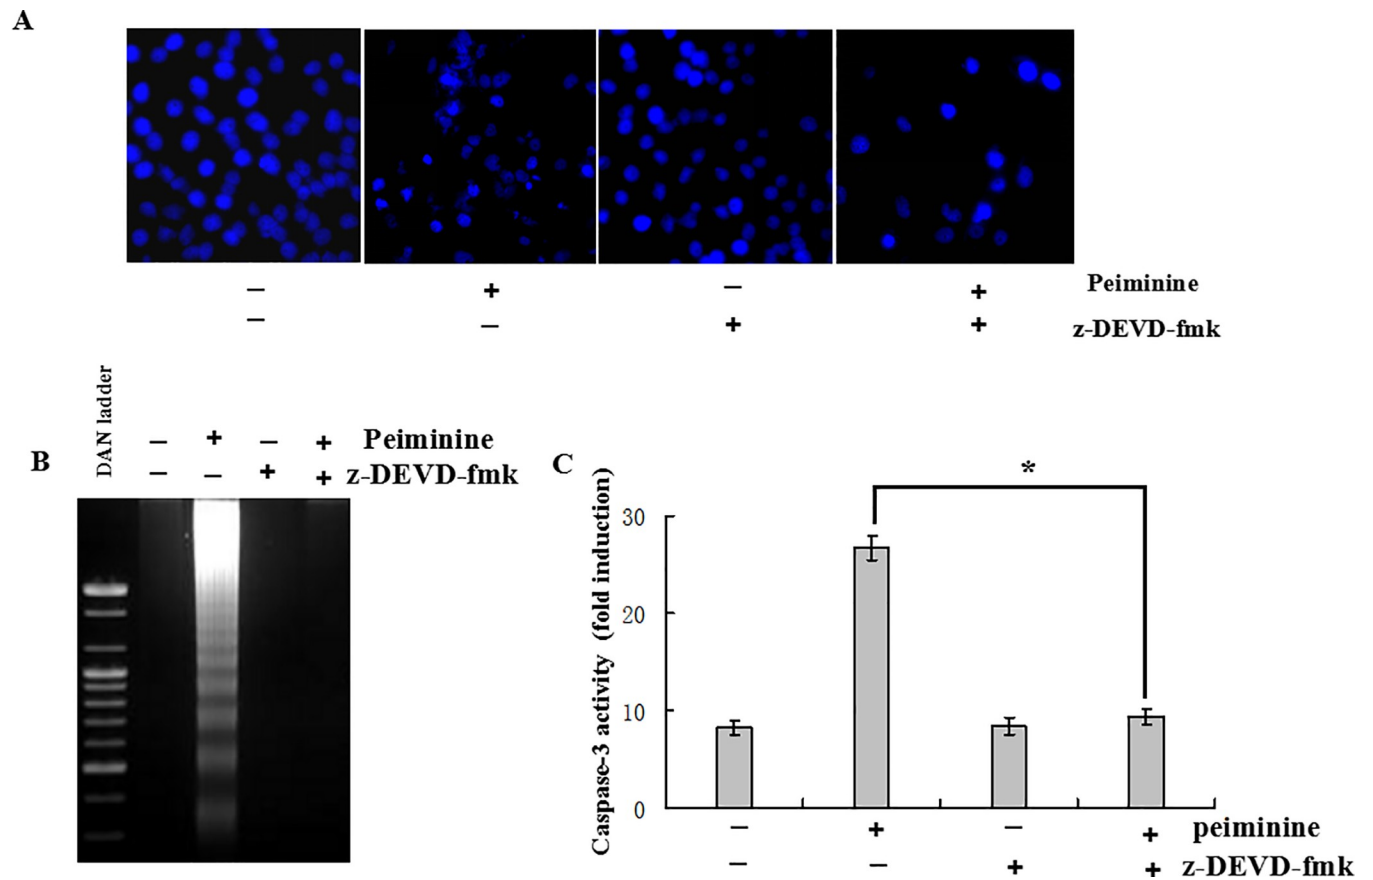 A
– + – + Peiminine
– – + + z-DEVD-fmk
B
DAN ladder
– + – + Peiminine
– – + + z-DEVD-fmk
C
*
Caspase-3 activity (fold induction)
30
20
10
0
– + – + peiminine
– – + + z-DEVD-fmk